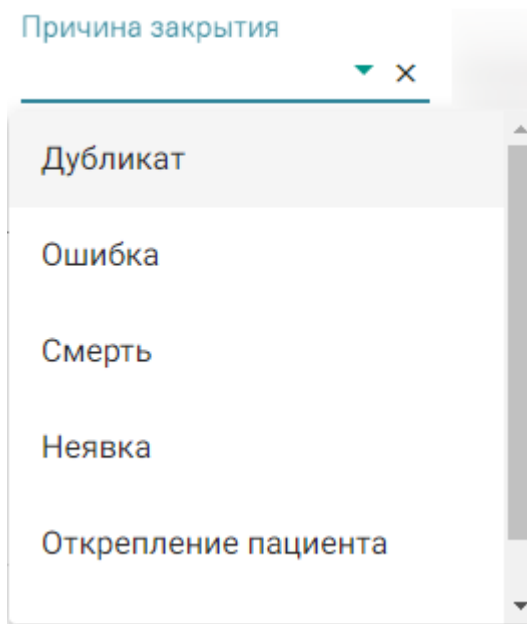 Причина закрытия
Дубликат
Ошибка
Смерть
Неявка
Открепление пациента